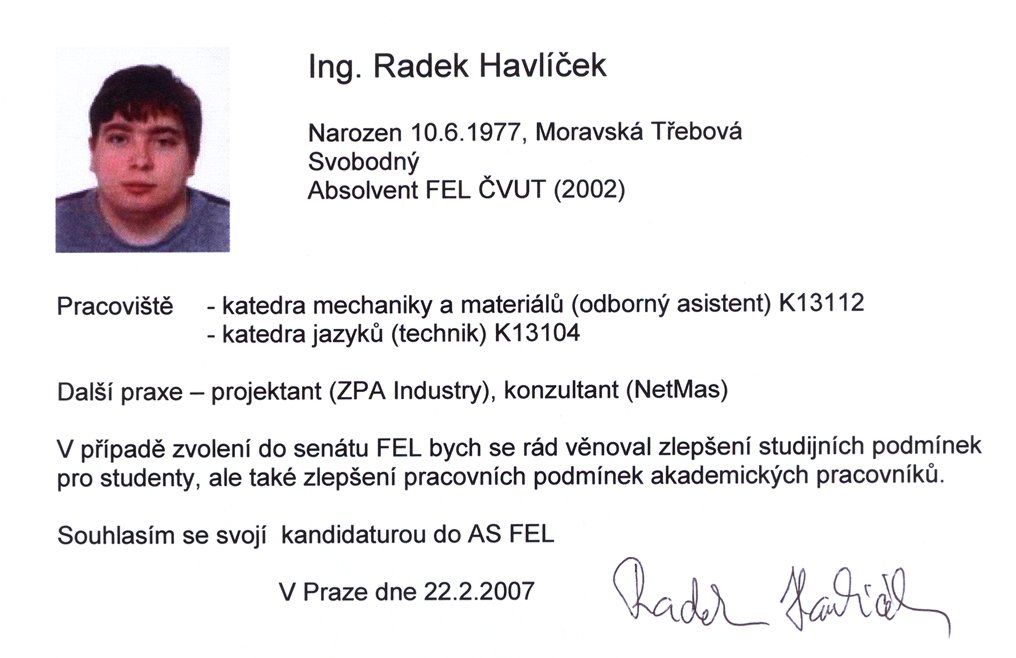 Ing. Radek Havlíček
Narozen 10.6.1977, Moravská Třebová
Svobodný
Absolvent FEL ČVUT (2002)
Pracoviště - katedra mechaniky a materiálů (odborný asistent) K13112
- katedra jazyků (technik) K13104
Další praxe – projektant (ZPA Industry), konzultant (NetMas)
V případě zvolení do senátu FEL bych se rád věnoval zlepšení studijních podmínek
pro studenty, ale také zlepšení pracovních podmínek akademických pracovníků.
Souhlasím se svojí kandidaturou do AS FEL
V Praze dne 22.2.2007
Radek Havlíček